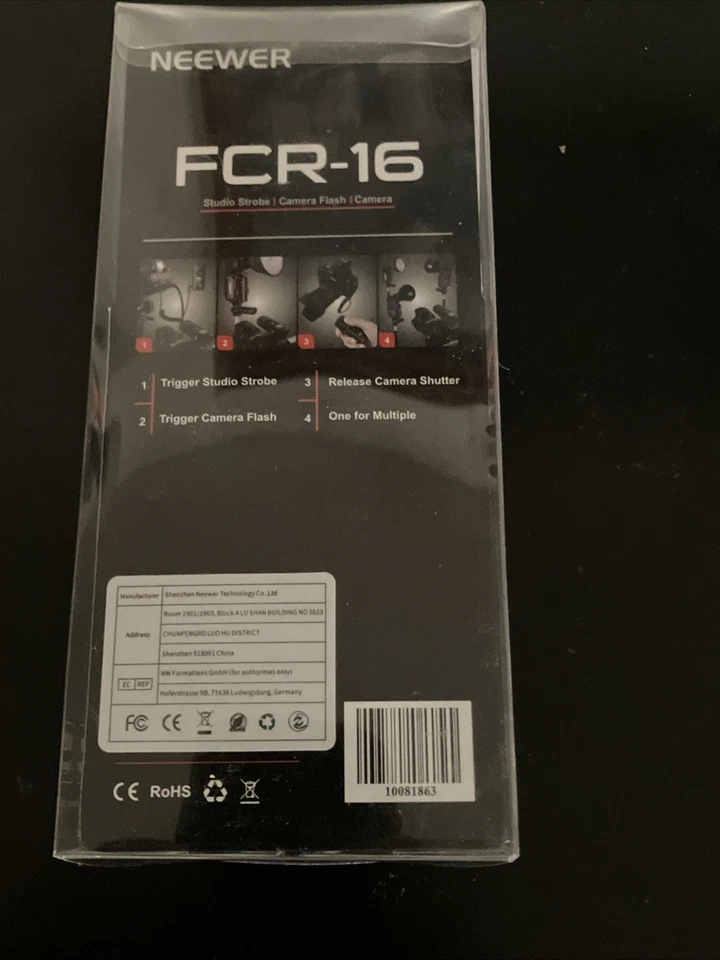 NEEWER
FCR-16
Studio Strobe | Camera Flash | Camera
1 2 3 4
1 Trigger Studio Strobe
2 Trigger Camera Flash
3 Release Camera Shutter
4 One for Multiple
Manufacturer Shenzhen Neewer Technology Co.,Ltd
Address Room 1901/1903, Block A LU SHAN BUILDING NO 3023
CHUNFENGRD LUO HU DISTRICT
Shenzhen 518001 China
EC REP NW Formations GmbH (for authorities only)
Hoferstrasse 9B, 71636 Ludwigsburg, Germany
FC CE
CE RoHS
10081863